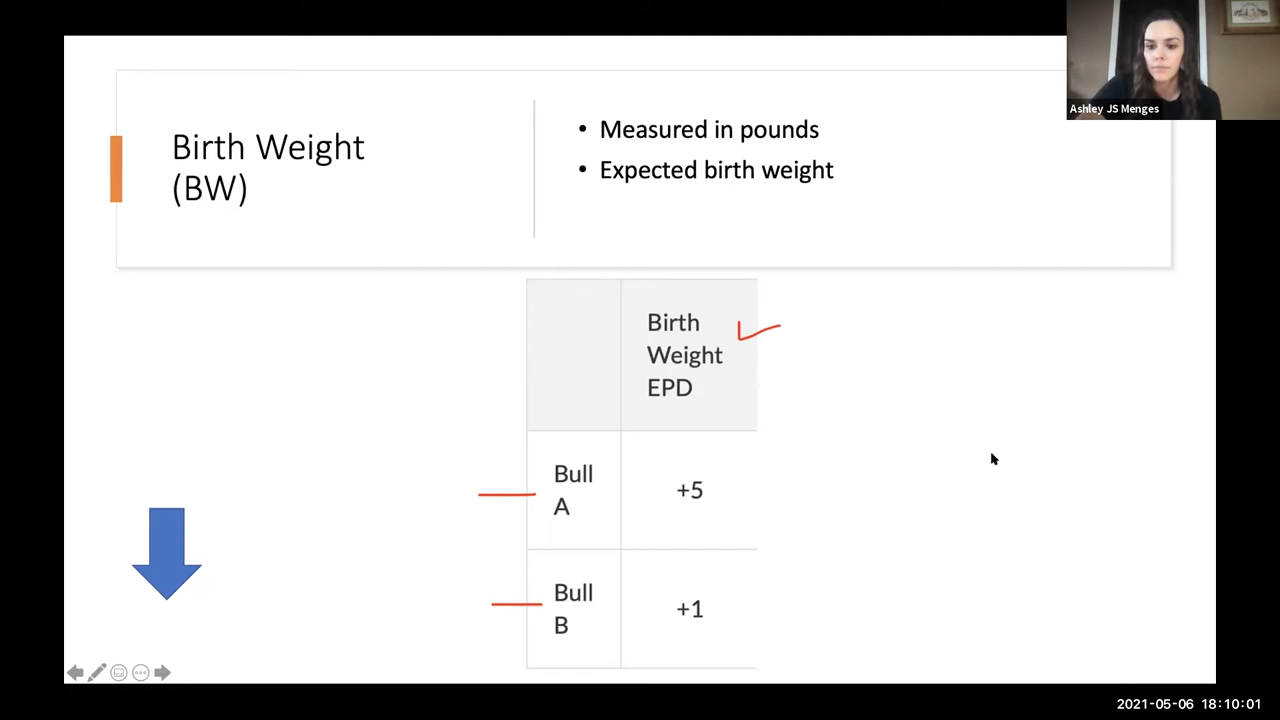 Birth Weight
(BW)
• Measured in pounds
• Expected birth weight
Ashley JS Menges
Birth
Weight
EPD
Bull
A
+5
Bull
B
+1
2021-05-06 18:10:01